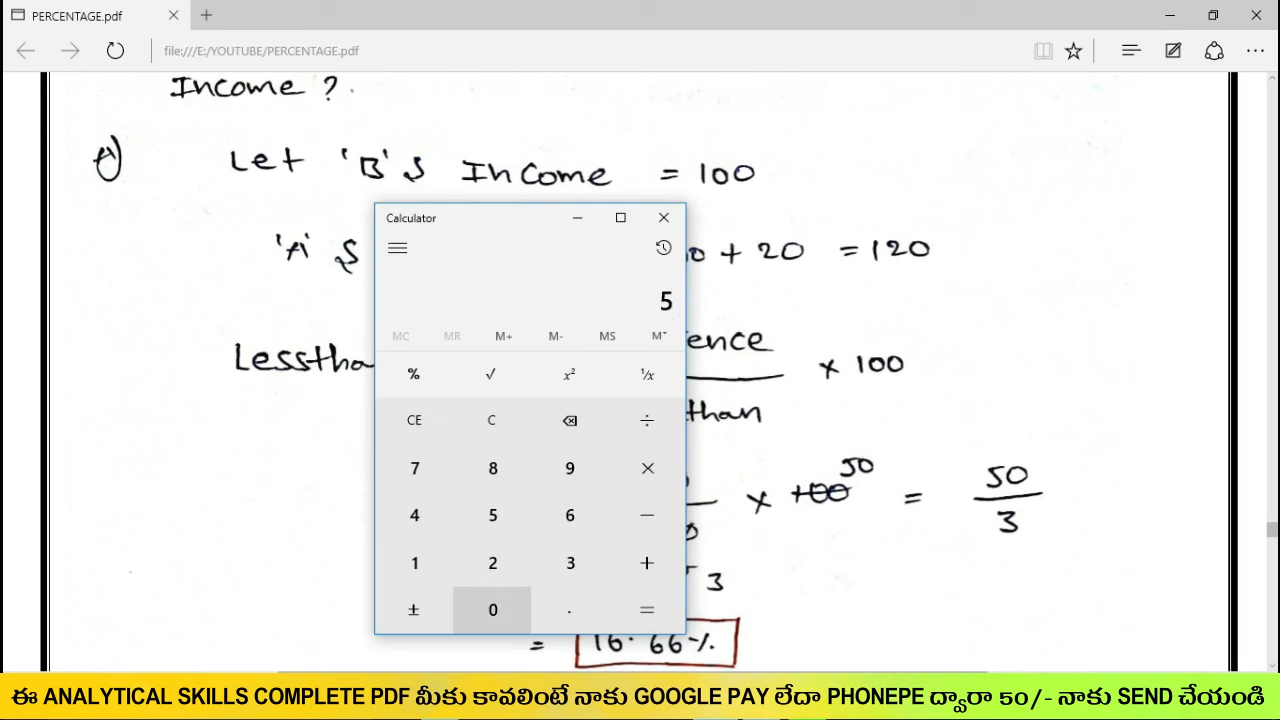 PERCENTAGE.pdf
file:///E:/YOUTUBE/PERCENTAGE.pdf
Income ?.
A) Let 'B's Income = 100
'A' s + 20 = 120
Calculator
5
MC MR M+ M- MS M˅
Lesstha
x 100
than
% √ x² ¹/x
CE C ÷
7 8 9 ×
4 5 6 −
1 2 3 +
± 0 . =
x 100 50 = 50/3
3
= 16.66%
ఈ ANALYTICAL SKILLS COMPLETE PDF మీకు కావలింటే నాకు GOOGLE PAY లేదా PHONEPE ద్వారా 50/- నాకు SEND చేయండి